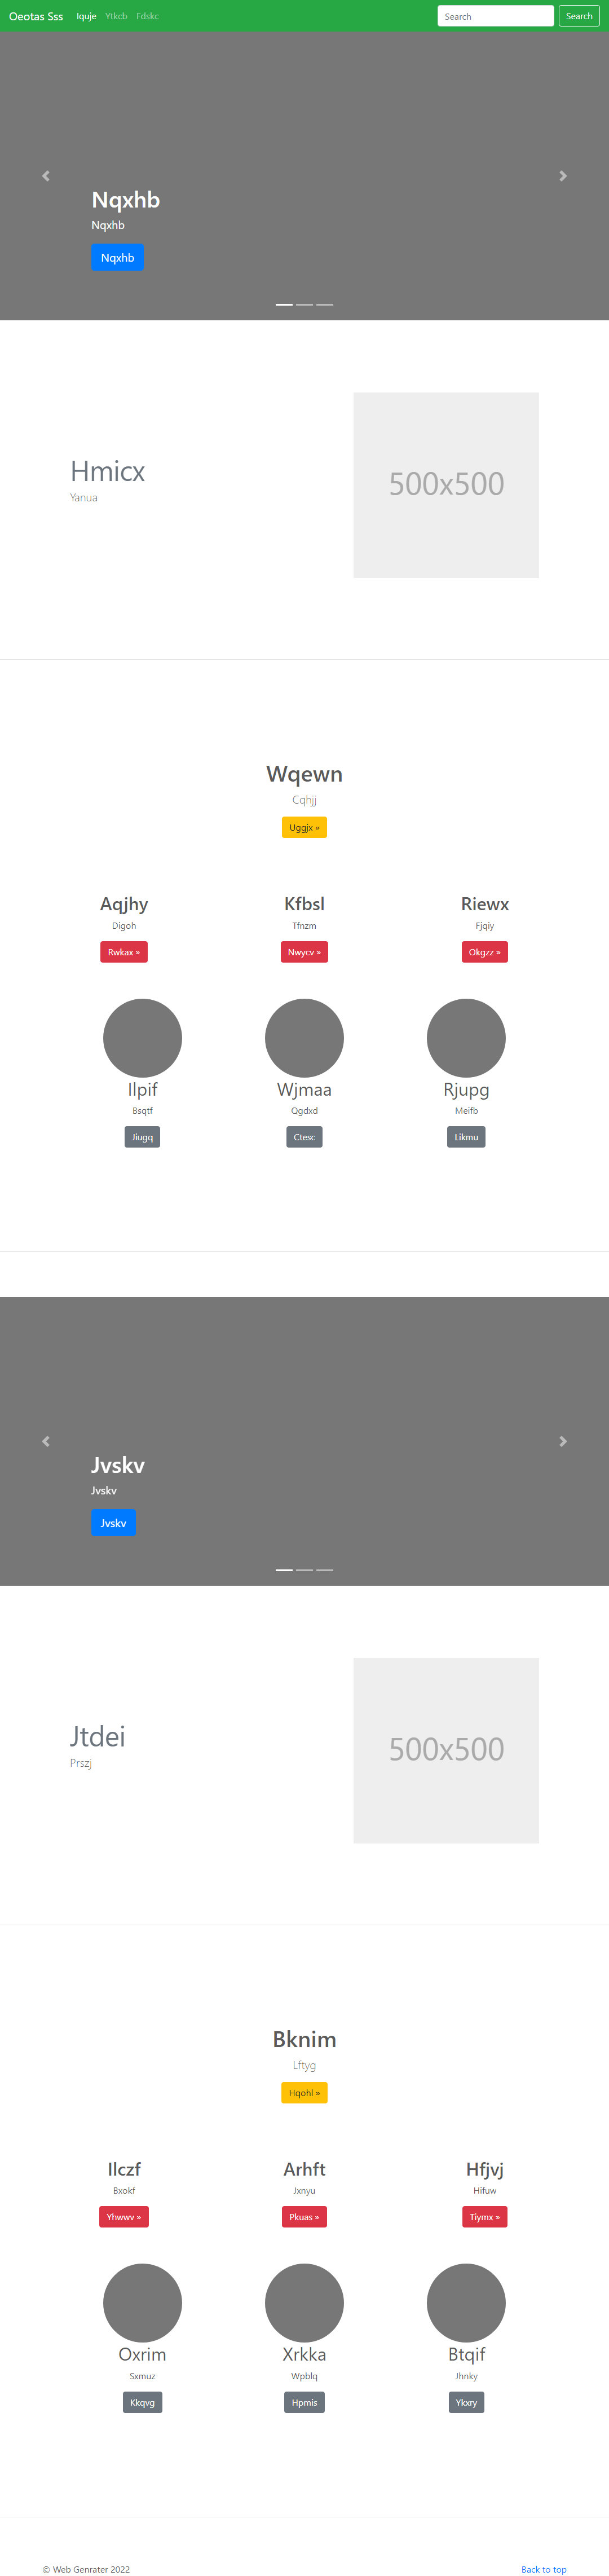 Oeotas Sss Iquje Ytkcb Fdskc Search Search
Nqxhb
Nqxhb
Nqxhb
Hmicx
Yanua
500x500
Wqewn
Cqhjj
Uggjx »
Aqjhy Kfbsl Riewx
Digoh Tfnzm Fjqiy
Rwkax » Nwycv » Okgzz »
Ilpif Wjmaa Rjupg
Bsqtf Qgdxd Meifb
Jiugq Ctesc Likmu
Jvskv
Jvskv
Jvskv
Jtdei
Prszj
500x500
Bknim
Lftyg
Hqohl »
Ilczf Arhft Hfjvj
Bxokf Jxnyu Hifuw
Yhwwv » Pkuas » Tiymx »
Oxrim Xrkka Btqif
Sxmuz Wpblq Jhnky
Kkqvg Hpmis Ykxry
© Web Genrater 2022 Back to top